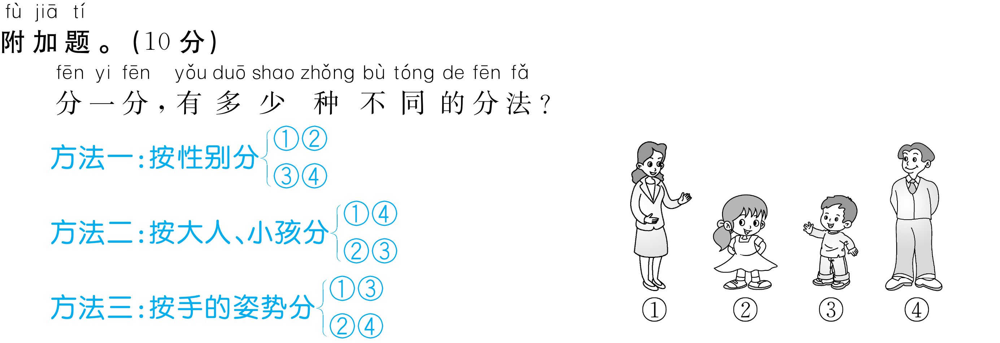 fù jiā tí
附加题。(10 分)
fēn yi fēn yǒu duō shao zhǒng bù tóng de fēn fǎ
分一分,有多少种不同的分法?
①②
方法一:按性别分
③④
①④
方法二:按大人、小孩分
②③
①③
方法三:按手的姿势分
②④
① ② ③ ④